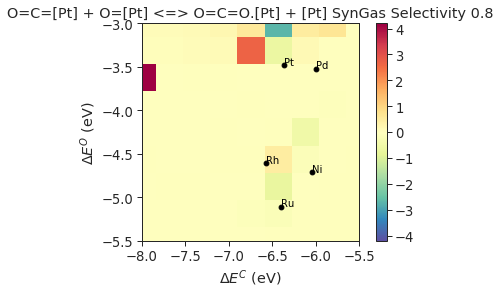 O=C=[Pt] + O=[Pt] <=> O=C=O.[Pt] + [Pt] SynGas Selectivity 0.8
−3.0
−3.5
−4.0
−4.5
−5.0
−5.5
ΔE^O (eV)
Pt
Pd
Rh
Ni
Ru
−8.0 −7.5 −7.0 −6.5 −6.0 −5.5
ΔE^C (eV)
4
3
2
1
0
−1
−2
−3
−4